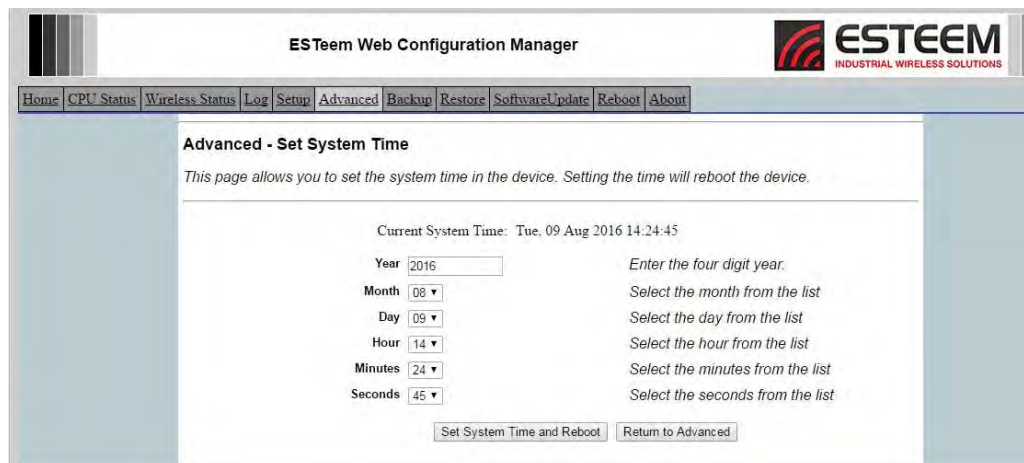 ESTeem Web Configuration Manager
ESTEEM
INDUSTRIAL WIRELESS SOLUTIONS
Home CPU Status Wireless Status Log Setup Advanced Backup Restore SoftwareUpdate Reboot About
Advanced - Set System Time
This page allows you to set the system time in the device. Setting the time will reboot the device.
Current System Time: Tue, 09 Aug 2016 14:24:45
Year 2016 Enter the four digit year.
Month 08 Select the month from the list
Day 09 Select the day from the list
Hour 14 Select the hour from the list
Minutes 24 Select the minutes from the list
Seconds 45 Select the seconds from the list
Set System Time and Reboot Return to Advanced